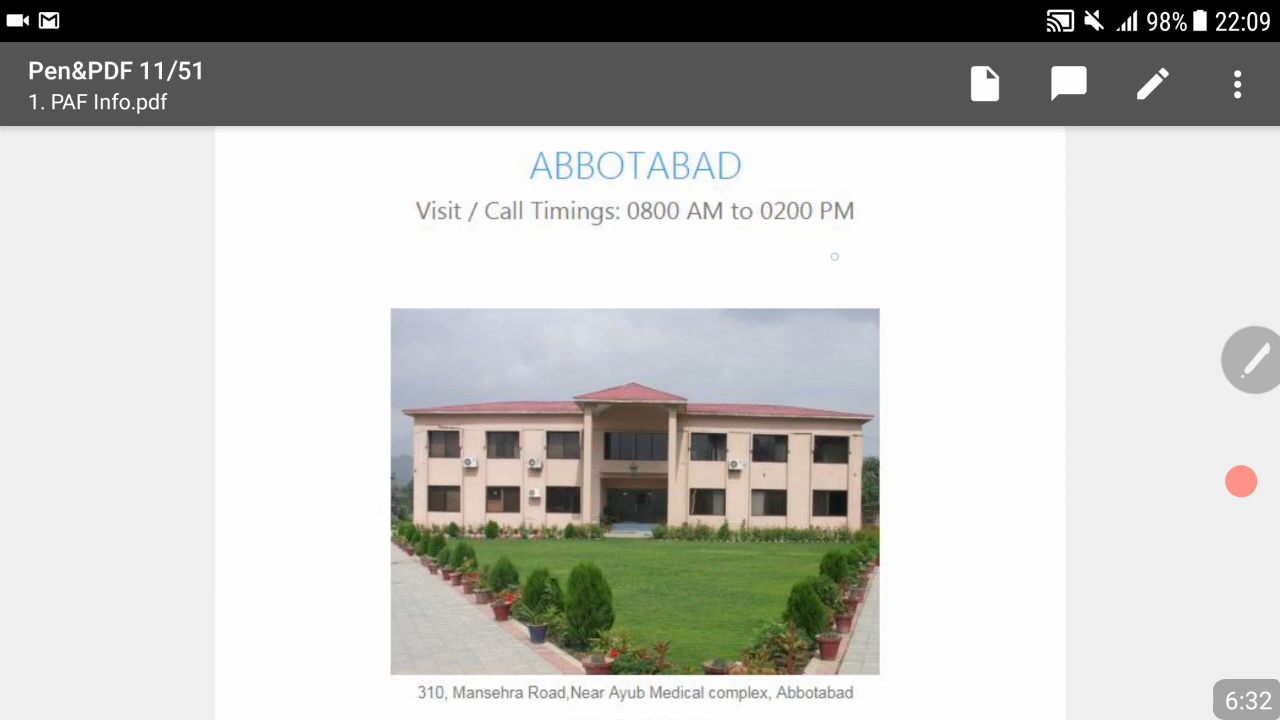 98% 22:09
Pen&PDF 11/51
1. PAF Info.pdf
ABBOTABAD
Visit / Call Timings: 0800 AM to 0200 PM
310, Mansehra Road,Near Ayub Medical complex, Abbotabad
6:32